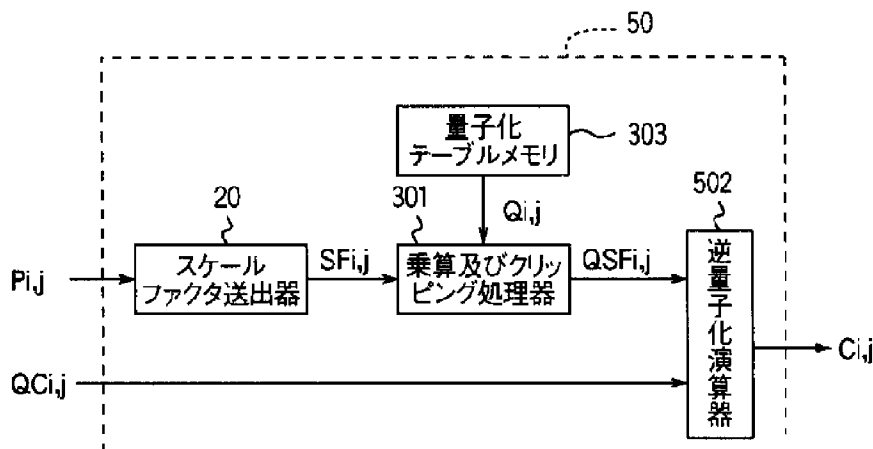 50
量子化
テーブルメモリ
303
20
301
Qi,j
502
Pi,j
スケール
ファクタ送出器
SFi,j
乗算及びクリッ
ピング処理器
QSFi,j
逆量子化演算器
Ci,j
QCi,j